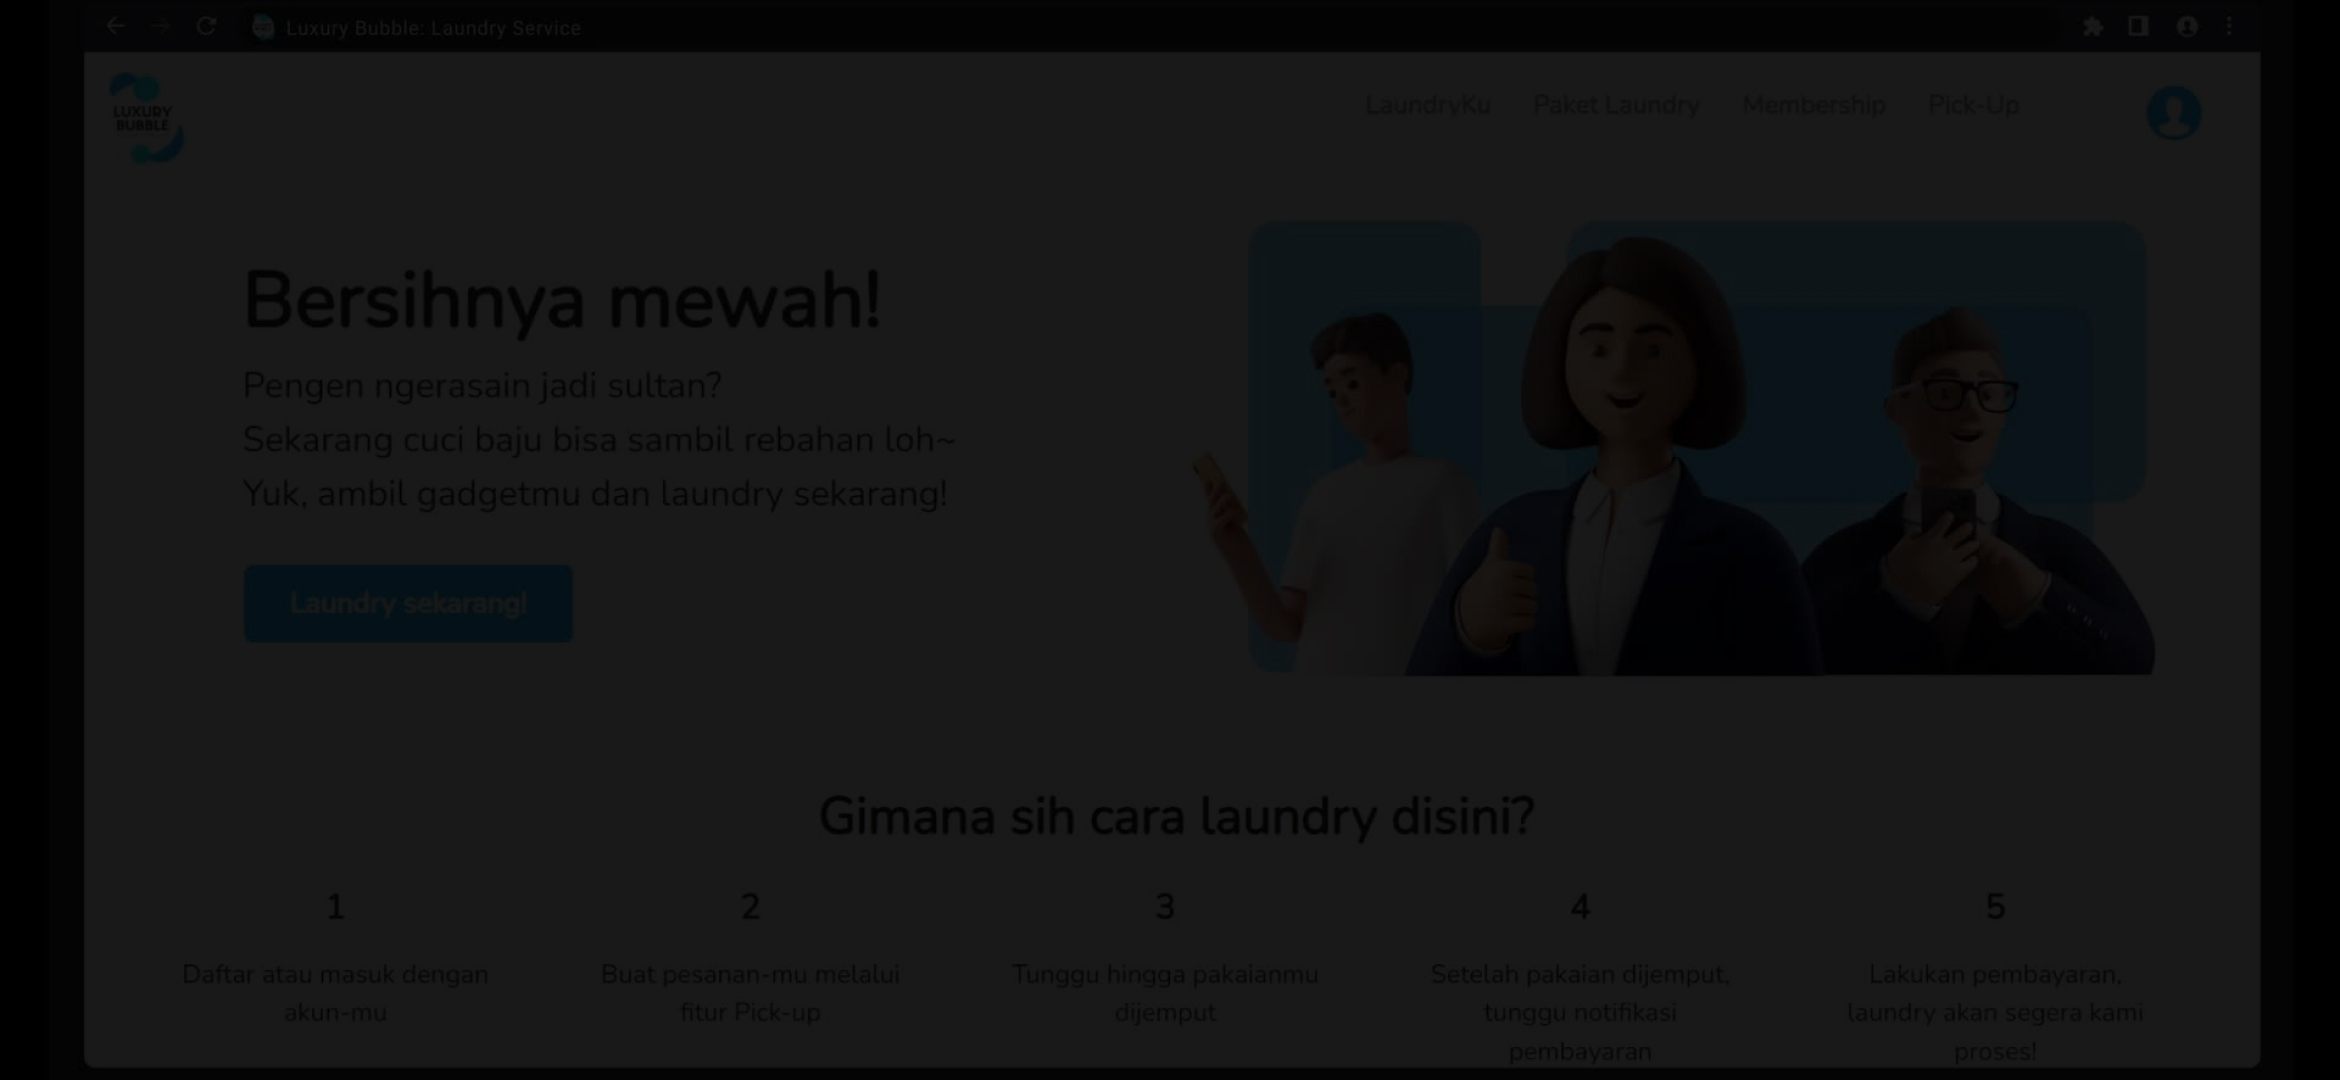 Luxury Bubble: Laundry Service
LUXURY
BUBBLE
LaundryKu Paket Laundry Membership Pick-Up
Bersihnya mewah!
Pengen ngerasain jadi sultan?
Sekarang cuci baju bisa sambil rebahan loh~
Yuk, ambil gadgetmu dan laundry sekarang!
Laundry sekarang!
Gimana sih cara laundry disini?
1
Daftar atau masuk dengan
akun-mu
2
Buat pesanan-mu melalui
fitur Pick-up
3
Tunggu hingga pakaianmu
dijemput
4
Setelah pakaian dijemput,
tunggu notifikasi
pembayaran
5
Lakukan pembayaran,
laundry akan segera kami
proses!